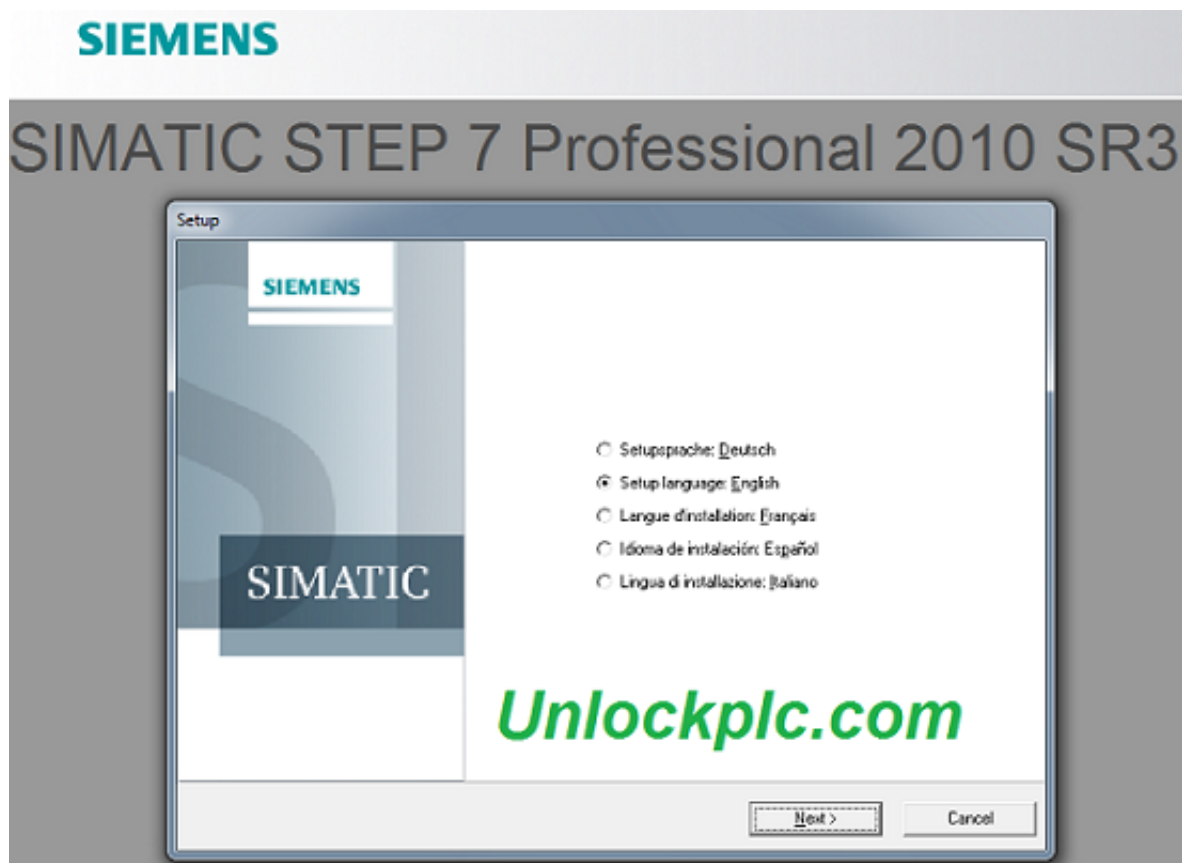 SIEMENS
SIMATIC STEP 7 Professional 2010 SR3
Setup
SIEMENS
SIMATIC
Setupsprache: Deutsch
Setup language: English
Langue d'installation: Français
Idioma de instalación: Español
Lingua di installazione: Italiano
Unlockplc.com
Next >
Cancel